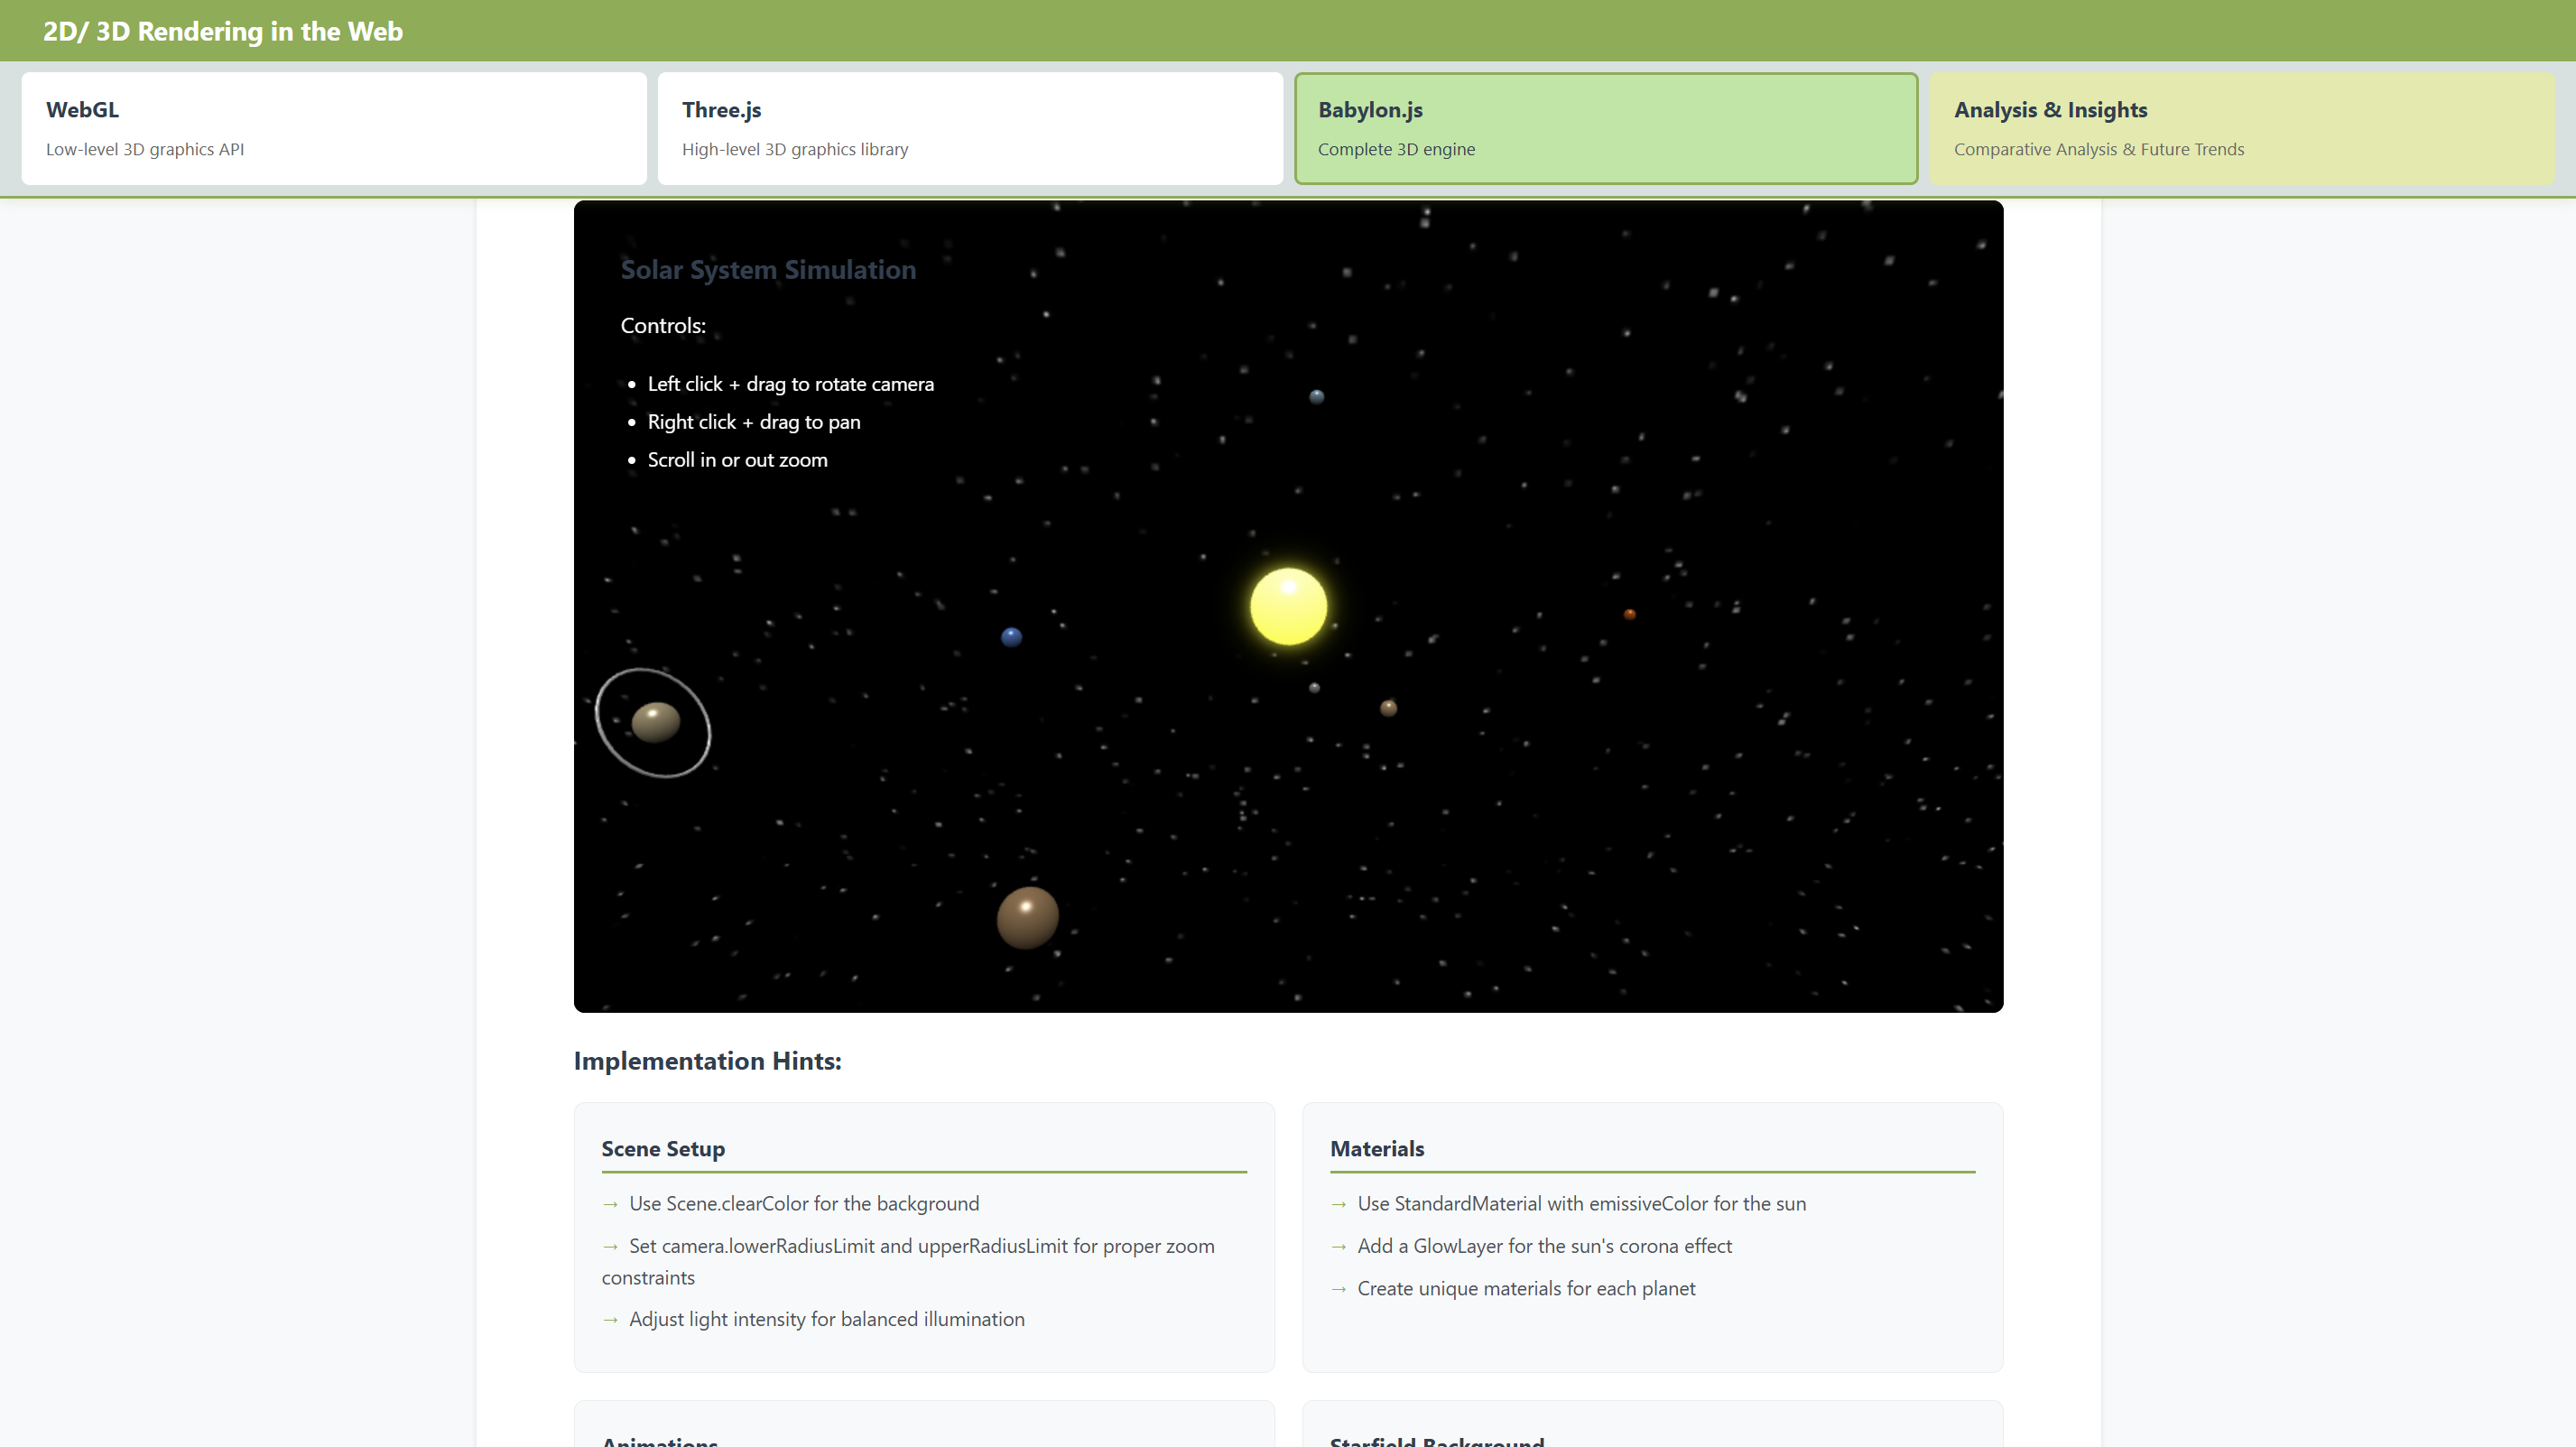 2D/ 3D Rendering in the Web
WebGL
Low-level 3D graphics API
Three.js
High-level 3D graphics library
Babylon.js
Complete 3D engine
Analysis & Insights
Comparative Analysis & Future Trends
Solar System Simulation
Controls:
Left click + drag to rotate camera
Right click + drag to pan
Scroll in or out zoom
Implementation Hints:
Scene Setup
→ Use Scene.clearColor for the background
→ Set camera.lowerRadiusLimit and upperRadiusLimit for proper zoom
constraints
→ Adjust light intensity for balanced illumination
Materials
→ Use StandardMaterial with emissiveColor for the sun
→ Add a GlowLayer for the sun's corona effect
→ Create unique materials for each planet
Animations
Starfield Background